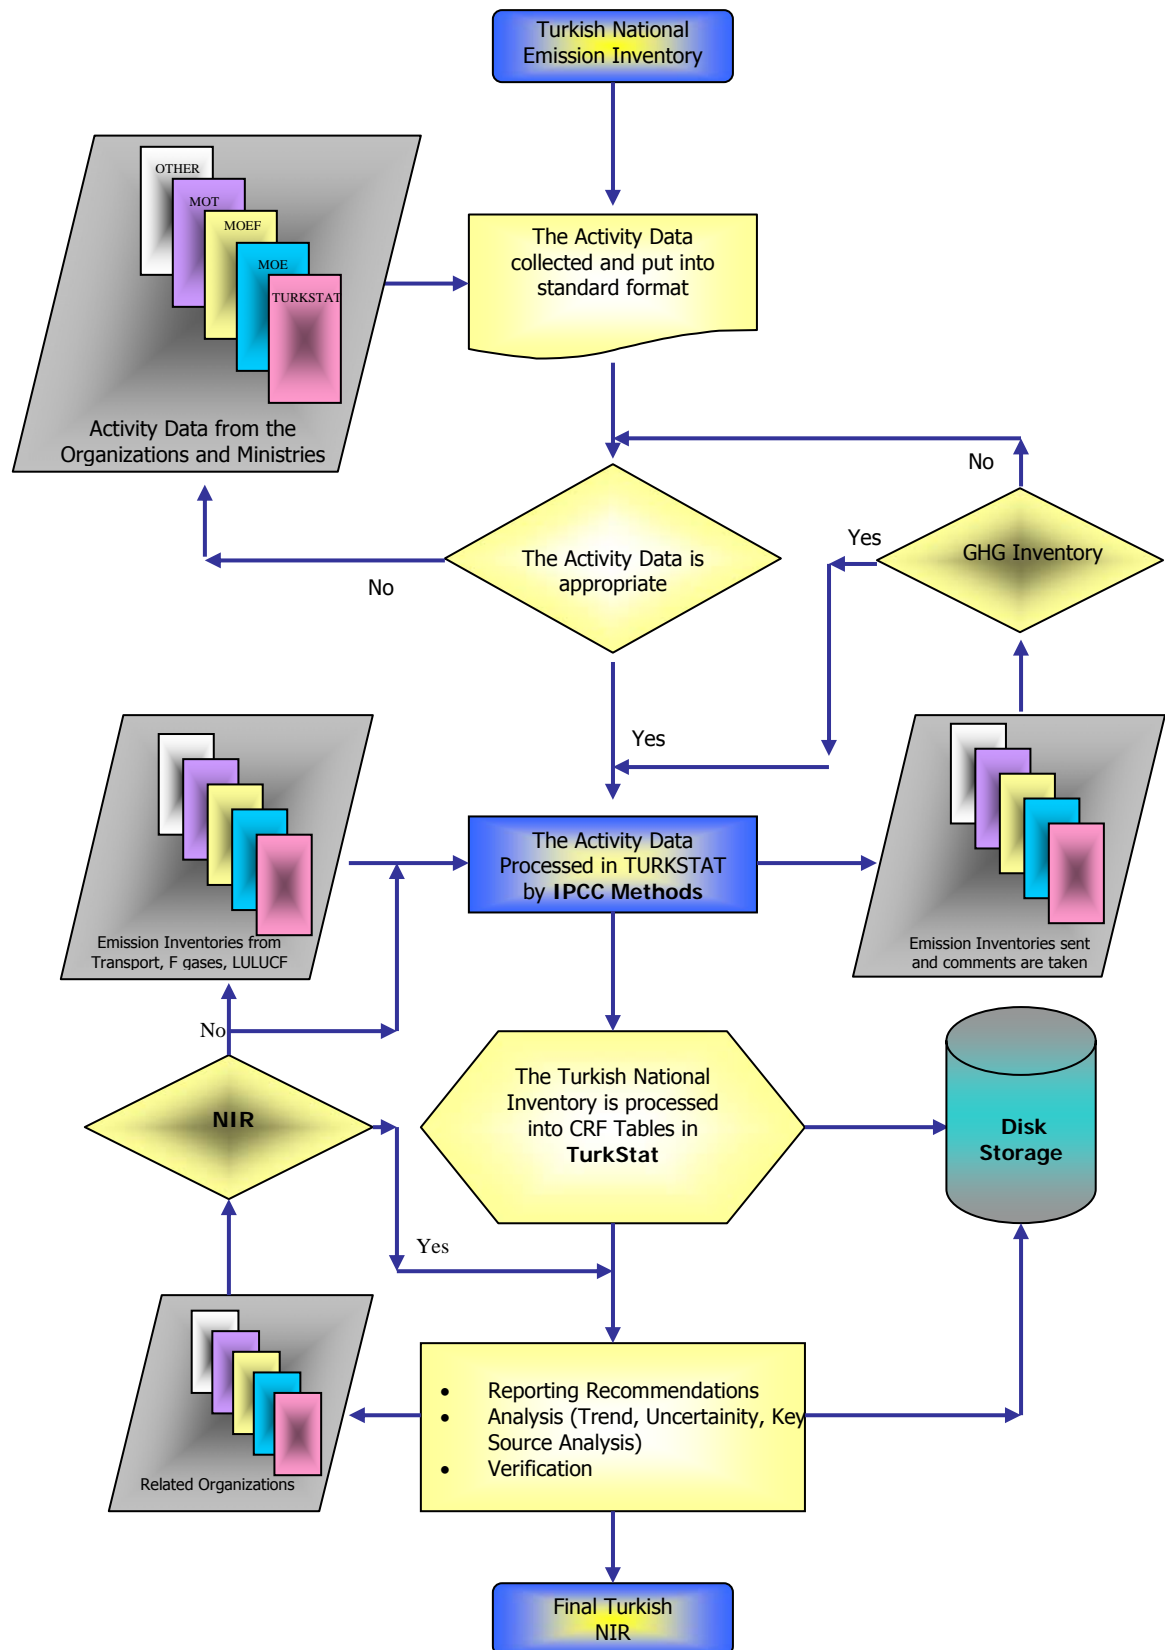 Turkish National
Emission Inventory
OTHER
MOT
MOEF
MOE
TURKSTAT
Activity Data from the
Organizations and Ministries
The Activity Data
collected and put into
standard format
No
Yes
GHG Inventory
The Activity Data is
appropriate
No
Yes
Emission Inventories from
Transport, F gases, LULUCF
The Activity Data
Processed in TURKSTAT
by IPCC Methods
Emission Inventories sent
and comments are taken
No
NIR
The Turkish National
Inventory is processed
into CRF Tables in
TurkStat
Disk
Storage
Yes
Related Organizations
• Reporting Recommendations
• Analysis (Trend, Uncertainity, Key
Source Analysis)
• Verification
Final Turkish
NIR